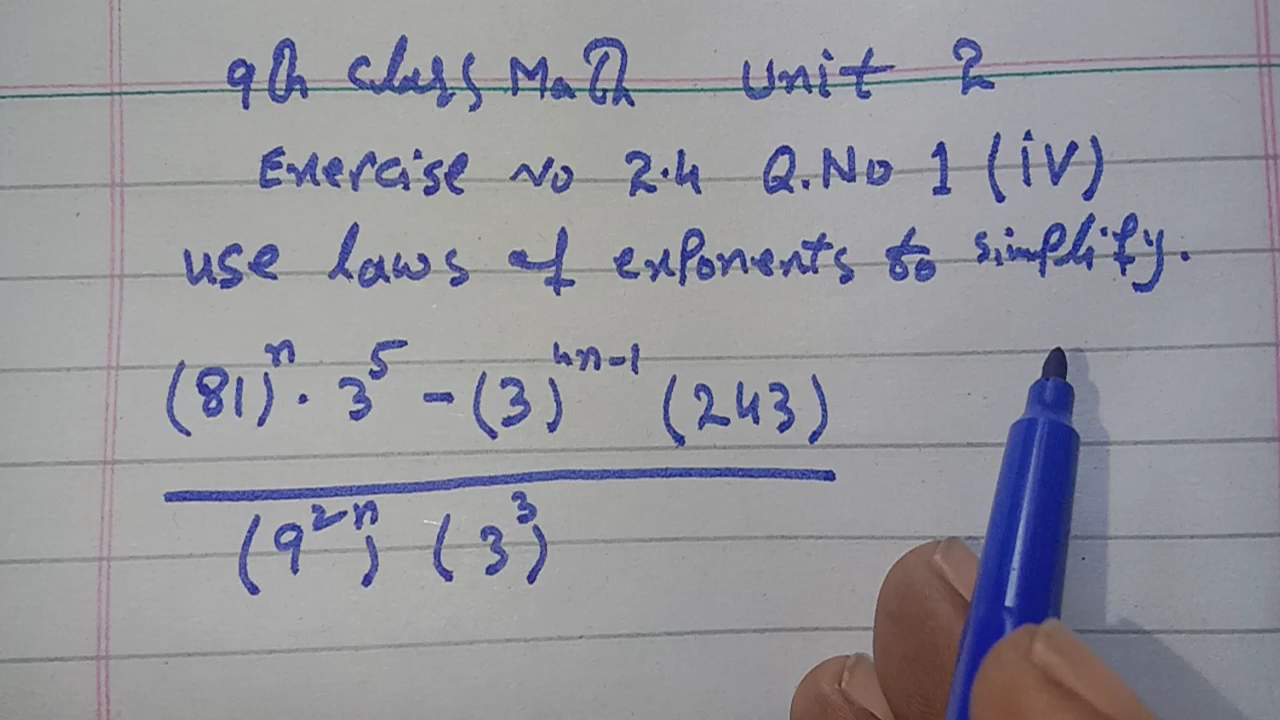 9th class Math Unit 2
Exercise No 2.4 Q.No 1 (iv)
use laws of exponents to simplify.
(81)^n . 3^5 - (3)^4n-1 (243)
(9^2n) (3^3)